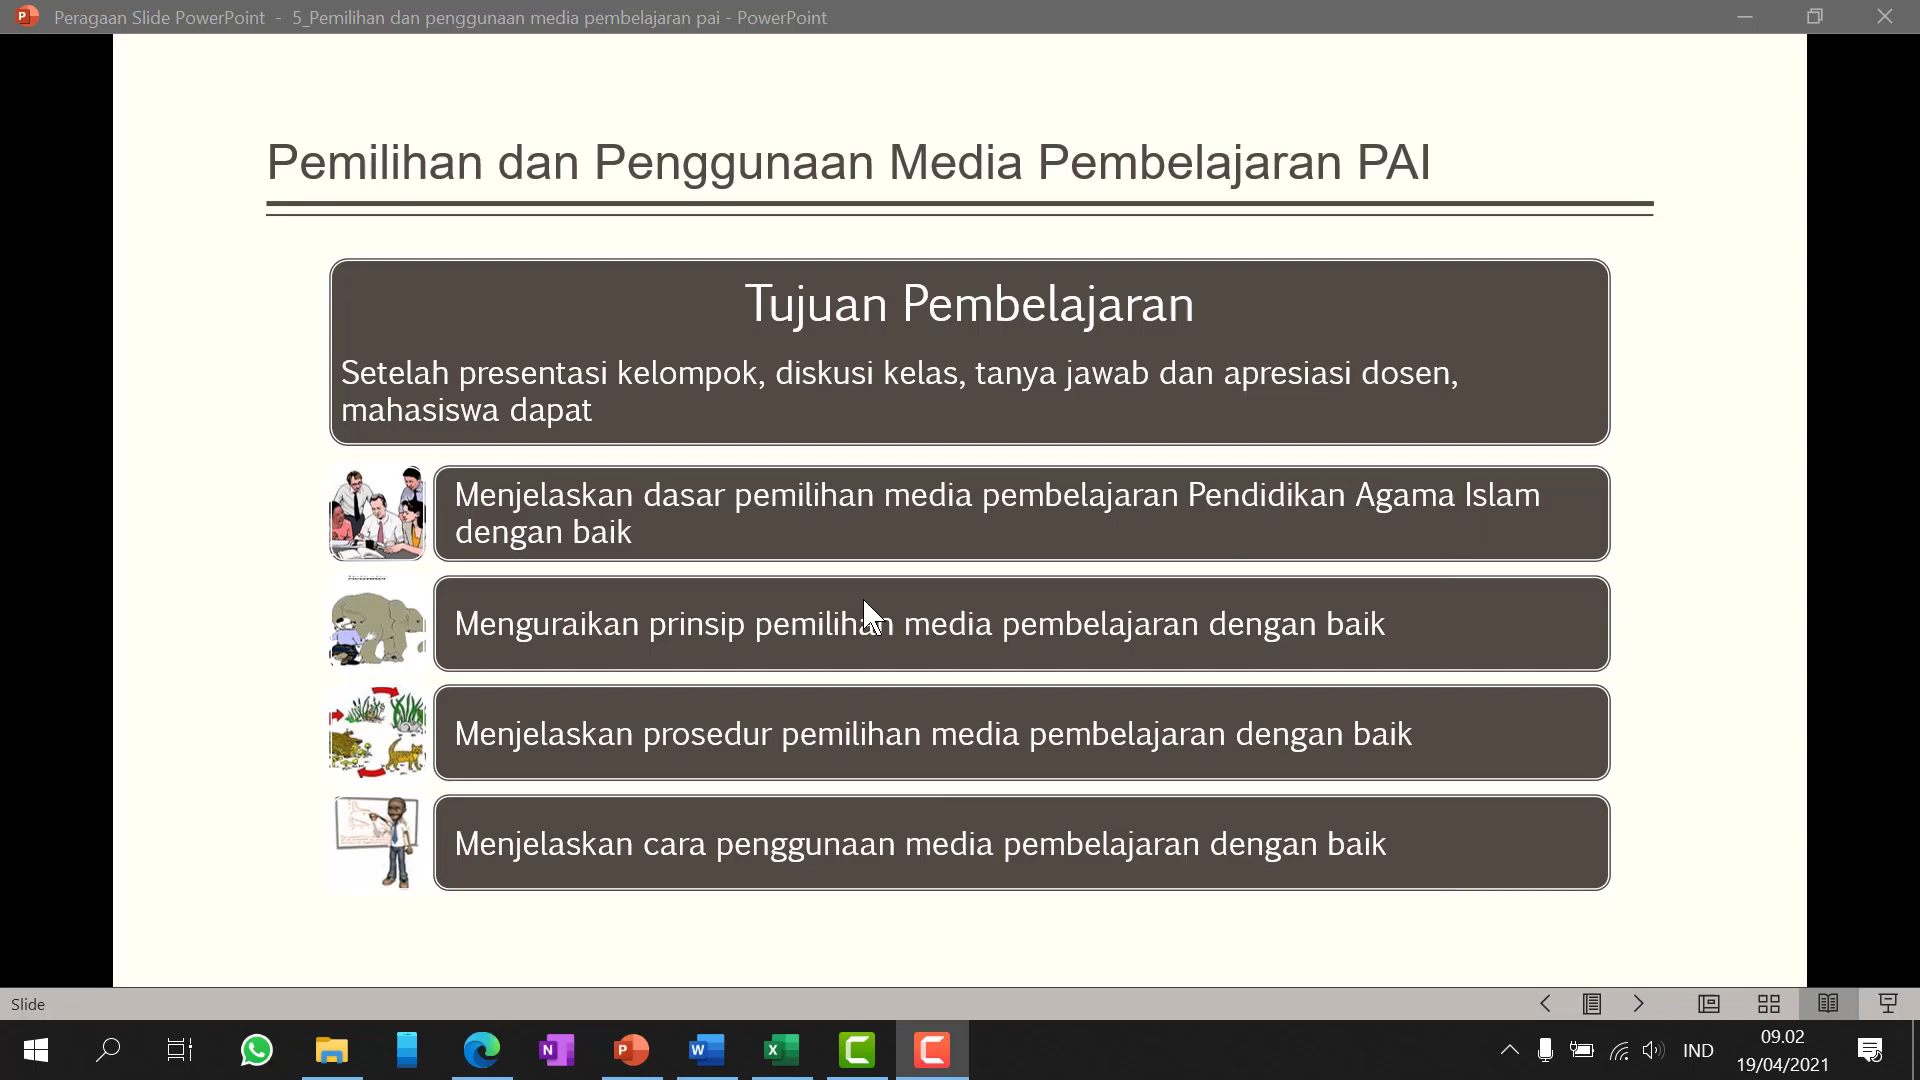 Peragaan Slide PowerPoint - 5_Pemilihan dan penggunaan media pembelajaran pai - PowerPoint
Pemilihan dan Penggunaan Media Pembelajaran PAI
Tujuan Pembelajaran
Setelah presentasi kelompok, diskusi kelas, tanya jawab dan apresiasi dosen,
mahasiswa dapat
Menjelaskan dasar pemilihan media pembelajaran Pendidikan Agama Islam
dengan baik
Menguraikan prinsip pemilihan media pembelajaran dengan baik
Menjelaskan prosedur pemilihan media pembelajaran dengan baik
Menjelaskan cara penggunaan media pembelajaran dengan baik
Slide
IND
09.02
19/04/2021